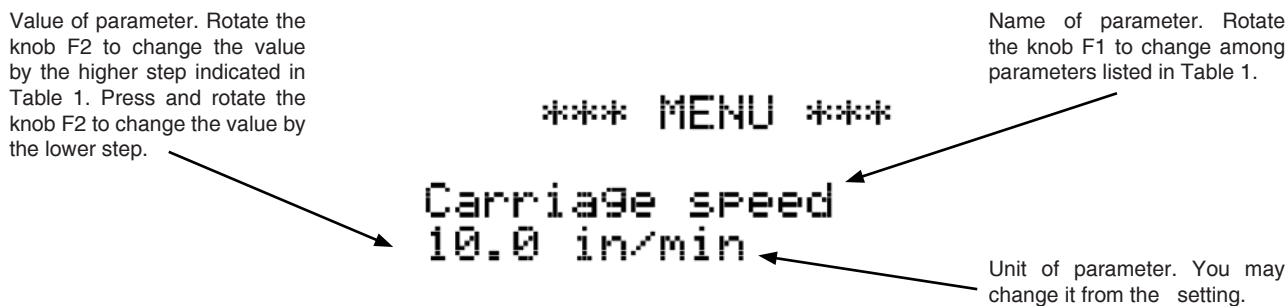 Value of parameter. Rotate the
knob F2 to change the value
by the higher step indicated in
Table 1. Press and rotate the
knob F2 to change the value by
the lower step.
Name of parameter. Rotate
the knob F1 to change among
parameters listed in Table 1.
*** MENU ***
Carriage speed
10.0 in/min
Unit of parameter. You may
change it from the setting.